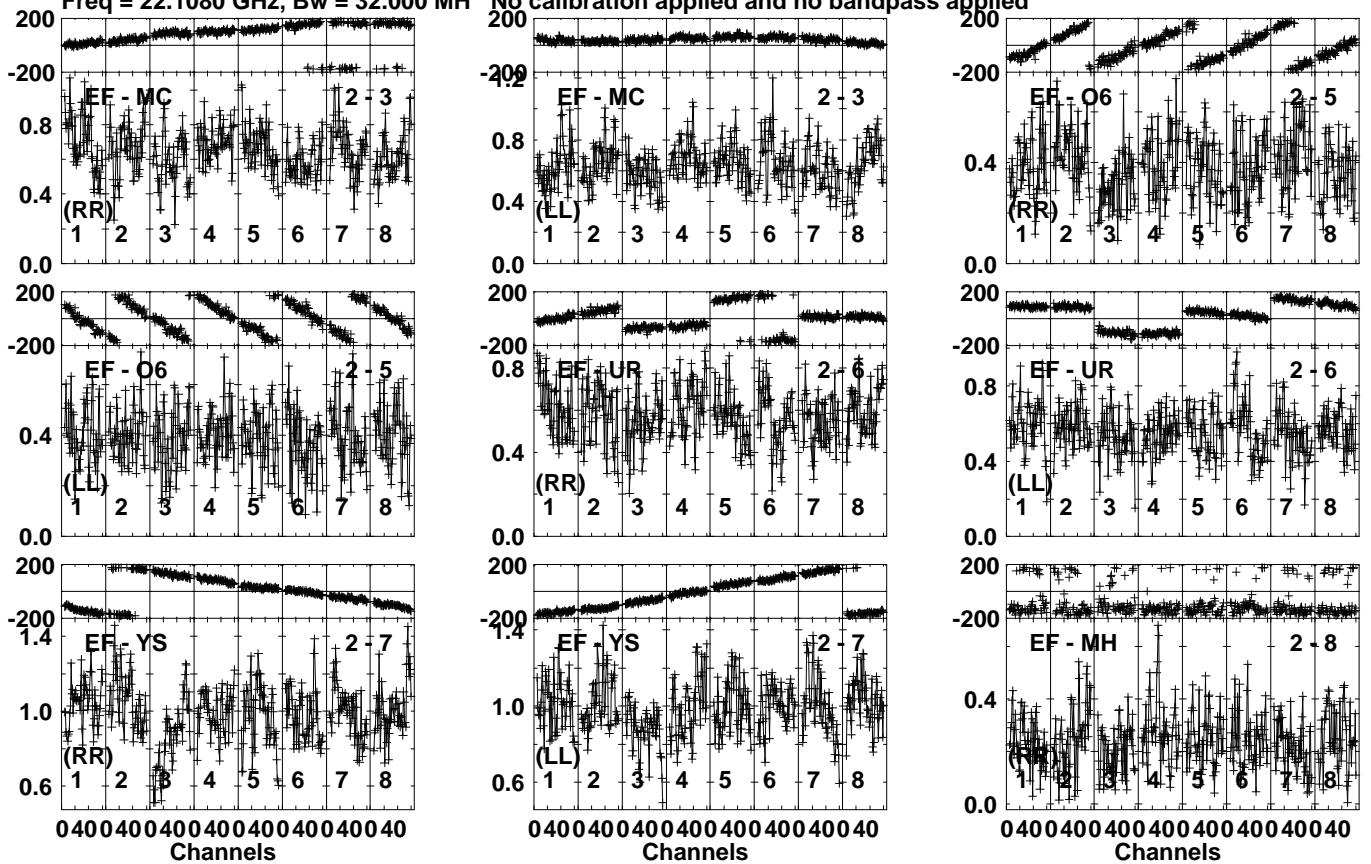 Freq = 22.1080 GHz, Bw = 32.000 MH No calibration applied and no bandpass applied
200
-200
EF - MC 2 - 3
0.8
0.4
(RR)
1 2 3 4 5 6 7 8
0.0
200
-200
1.2
EF - MC 2 - 3
0.8
0.4
(LL)
1 2 3 4 5 6 7 8
0.0
200
-200
EF - O6 2 - 5
0.4
(RR)
1 2 3 4 5 6 7 8
0.0
200
-200
EF - O6 2 - 5
0.4
(LL)
1 2 3 4 5 6 7 8
0.0
200
-200
EF - UR 2 - 6
0.8
0.4
(RR)
1 2 3 4 5 6 7 8
0.0
200
-200
EF - UR 2 - 6
0.8
0.4
(LL)
1 2 3 4 5 6 7 8
0.0
200
-200
1.4
EF - YS 2 - 7
1.0
(RR)
0.6
1 2 3 4 5 6 7 8
0 40 0 40 0 40 0 40 0 40 0 40 0 40 0 40
Channels
200
-200
1.4
EF - YS 2 - 7
1.0
(LL)
0.6
1 2 3 4 5 6 7 8
0 40 0 40 0 40 0 40 0 40 0 40 0 40 0 40
Channels
200
-200
EF - MH 2 - 8
0.4
(RR)
1 2 3 4 5 6 7 8
0.0
0 40 0 40 0 40 0 40 0 40 0 40 0 40 0 40
Channels